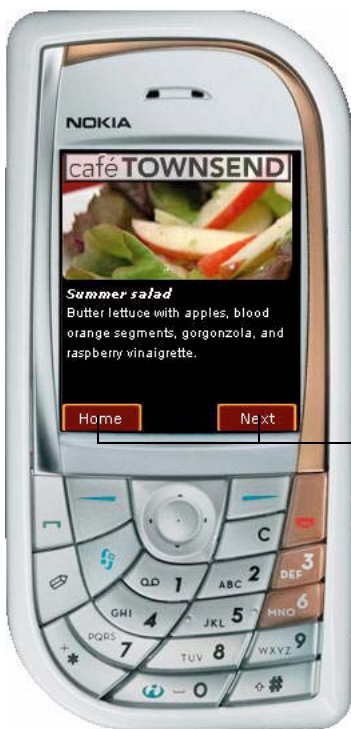 NOKIA
café TOWNSEND
Summer salad
Butter lettuce with apples, blood
orange segments, gorgonzola, and
raspberry vinaigrette.
Home Next
C
1 ABC 2 DEF 3
GHI 4 JKL 5 MNO 6
PQRS 7 TUV 8 WXYZ 9
* + 0 #